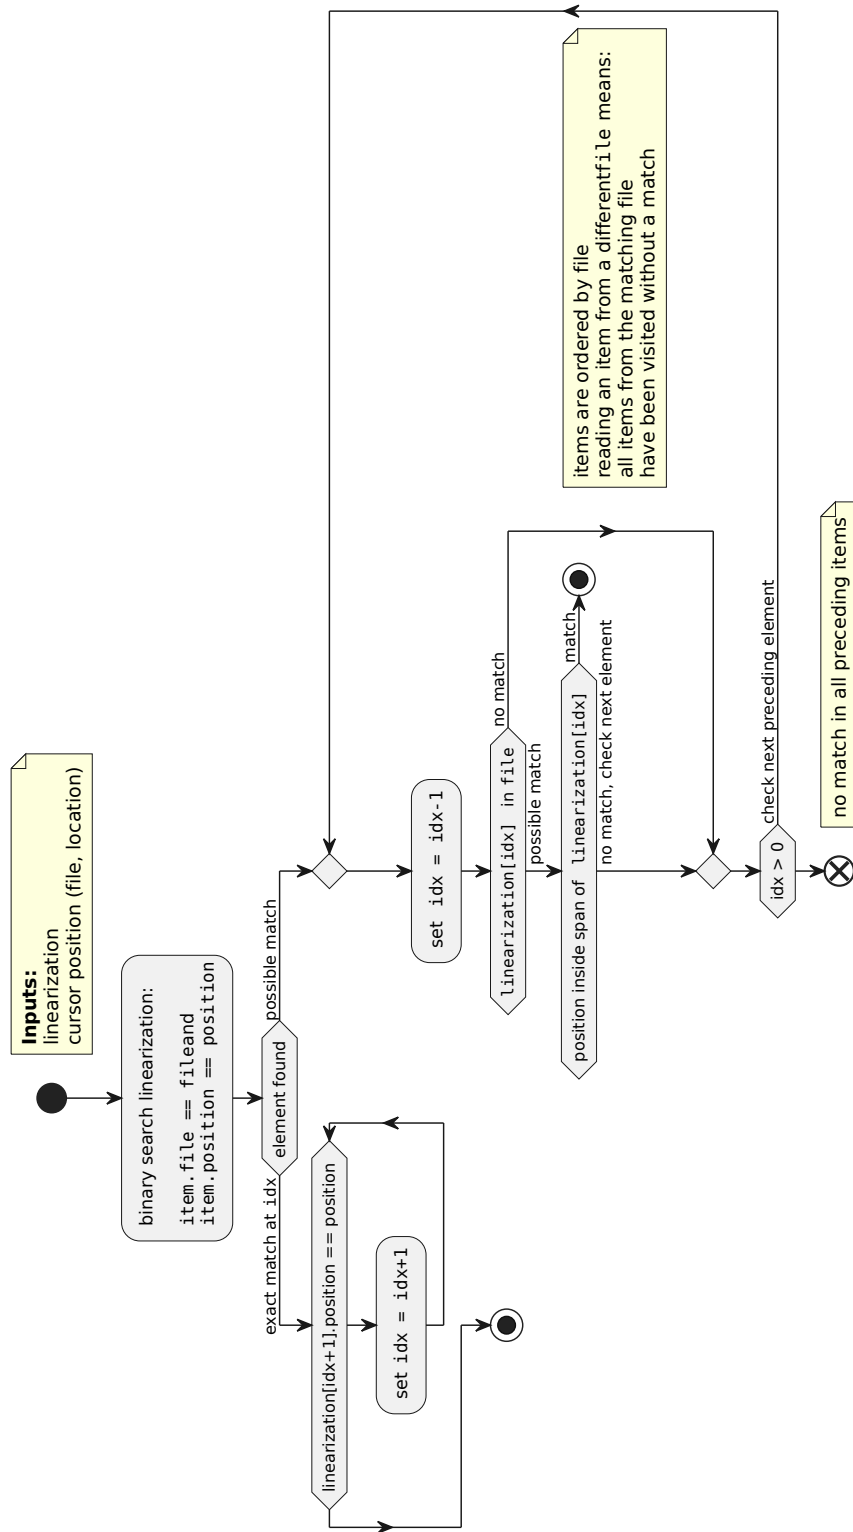 Inputs:
linearization
cursor position (file, location)
binary search linearization:
item.file == fileand
item.position == position
element found
exact match at idx
possible match
linearization[idx+1].position == position
set idx = idx+1
set idx = idx-1
linearization[idx] in file
no match
possible match
position inside span of linearization[idx]
match
no match, check next element
items are ordered by file
reading an item from a differentfile means:
all items from the matching file
have been visited without a match
idx > 0
check next preceding element
no match in all preceding items